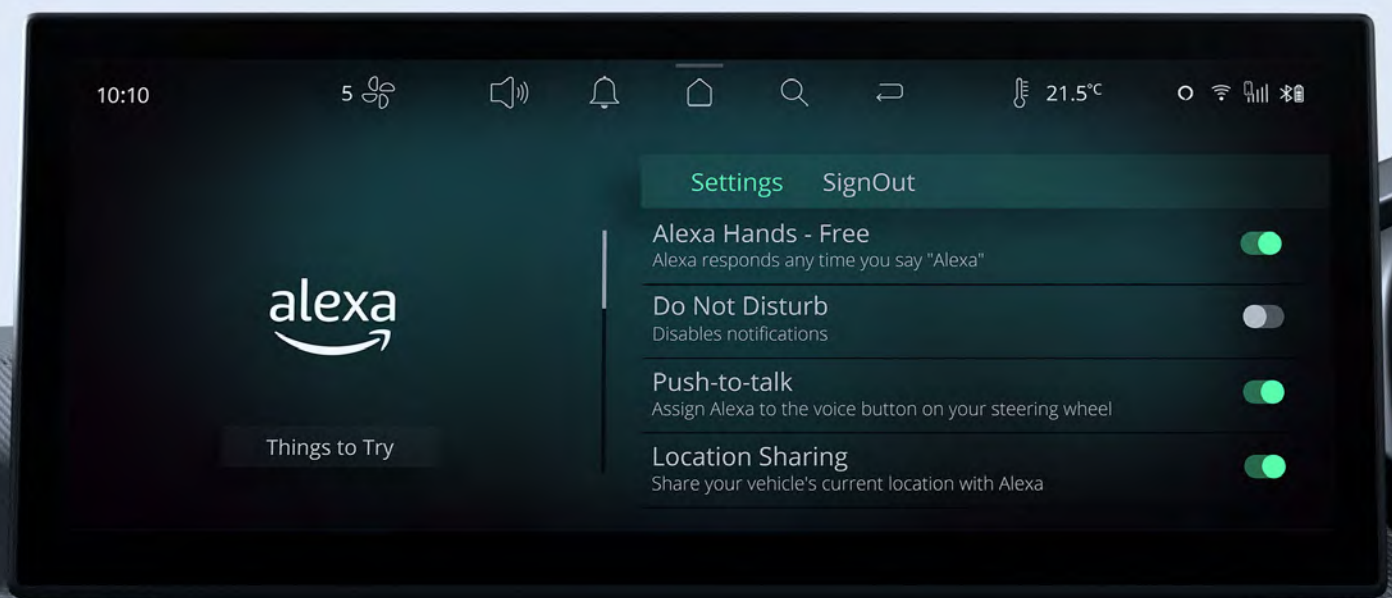 10:10
5
21.5°C
Settings SignOut
Alexa Hands - Free
Alexa responds any time you say "Alexa"
Do Not Disturb
Disables notifications
Push-to-talk
Assign Alexa to the voice button on your steering wheel
Location Sharing
Share your vehicle's current location with Alexa
alexa
Things to Try